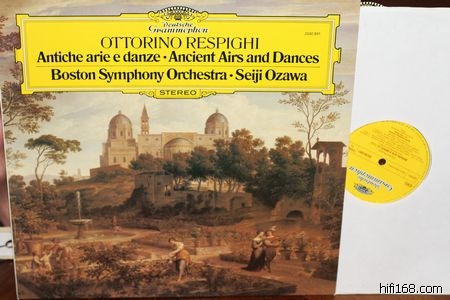 Deutsche
Grammophon
OTTORINO RESPIGHI
Antiche arie e danze · Ancient Airs and Dances
Boston Symphony Orchestra · Seiji Ozawa
STEREO
hifi168.com